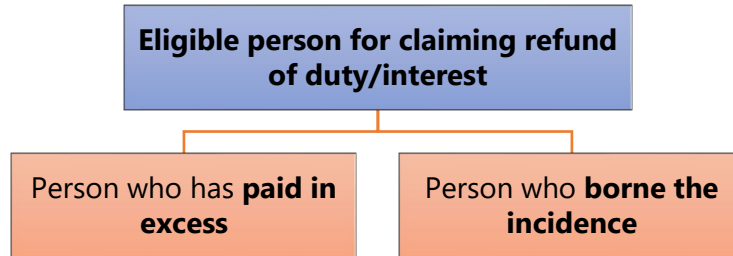 Eligible person for claiming refund
of duty/interest
Person who has paid in
excess
Person who borne the
incidence